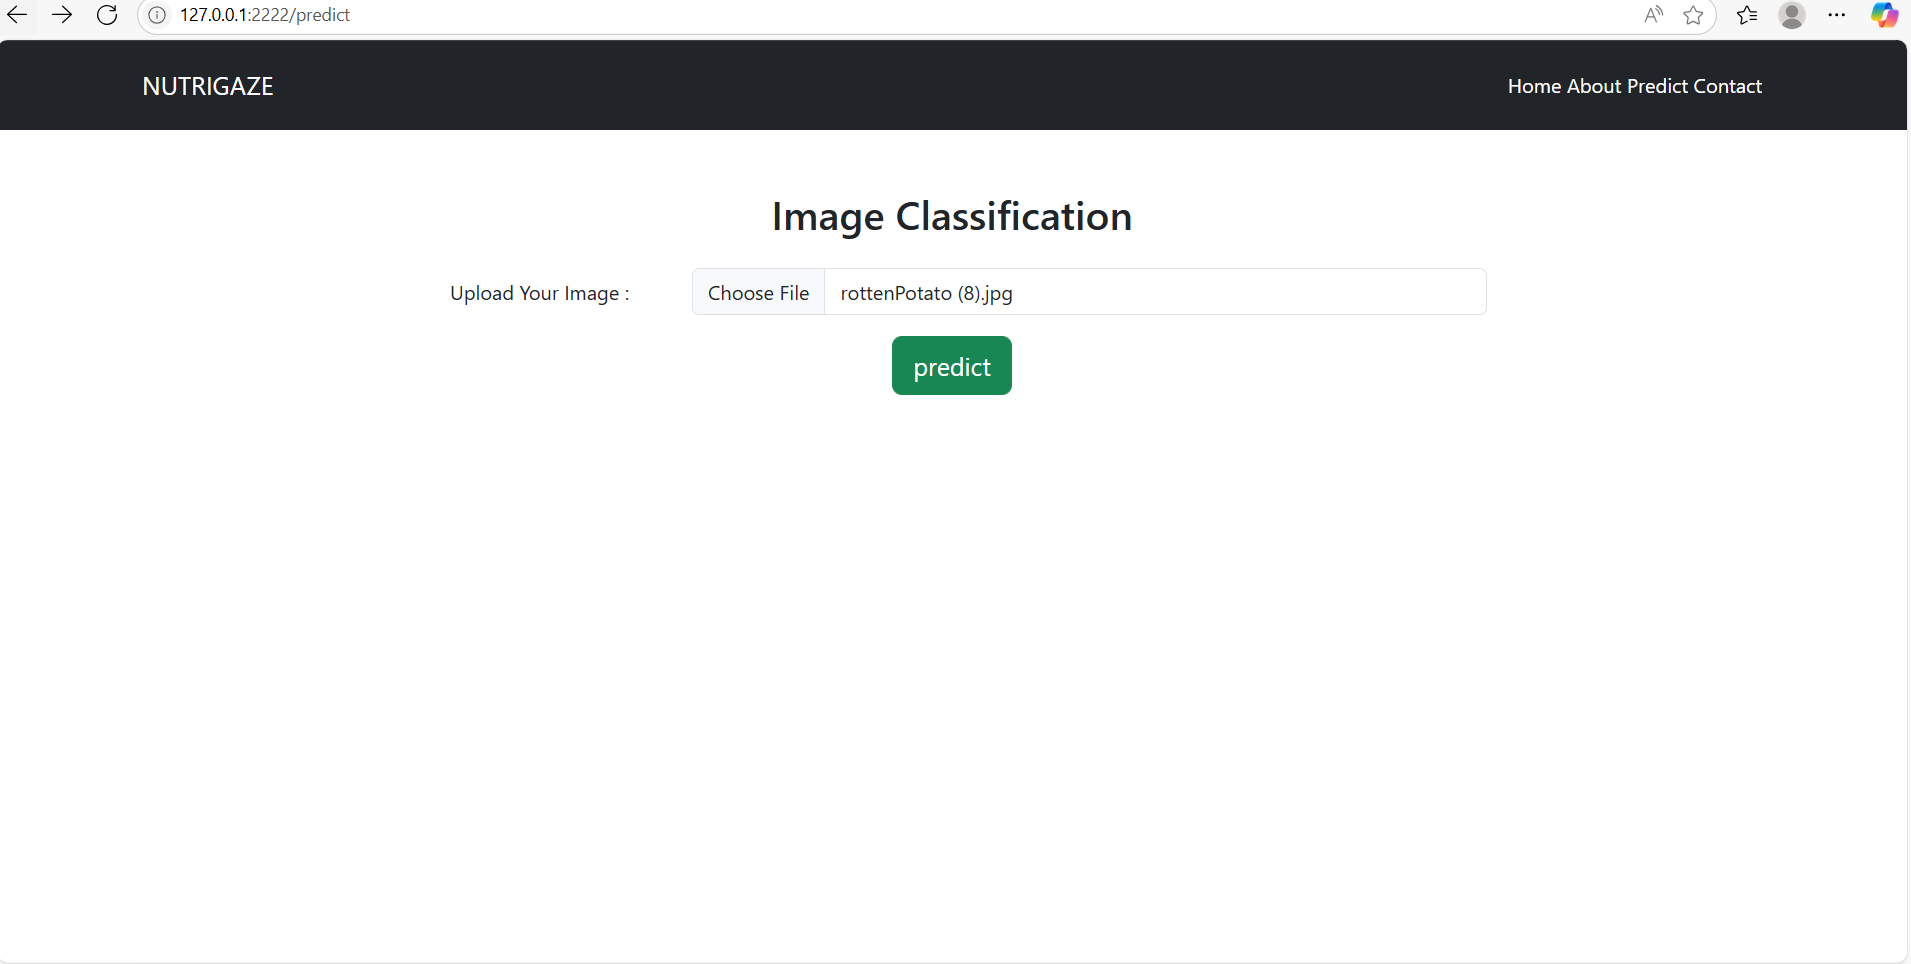 127.0.0.1:2222/predict
NUTRIGAZE
Home About Predict Contact
Image Classification
Upload Your Image :
Choose File
rottenPotato (8).jpg
predict